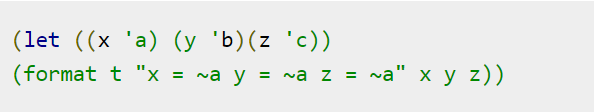 (let ((x 'a) (y 'b)(z 'c))
(format t "x = ~a y = ~a z = ~a" x y z))